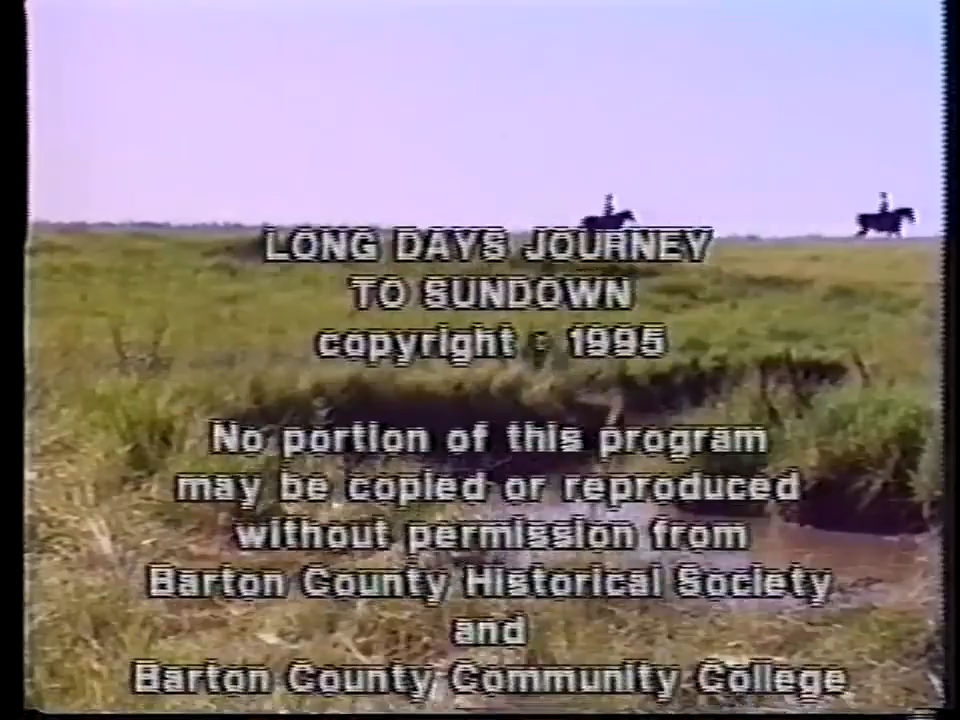 LONG DAYS JOURNEY
TO SUNDOWN
copyright © 1995
No portion of this program
may be copied or reproduced
without permission from
Barton County Historical Society
and
Barton County Community College